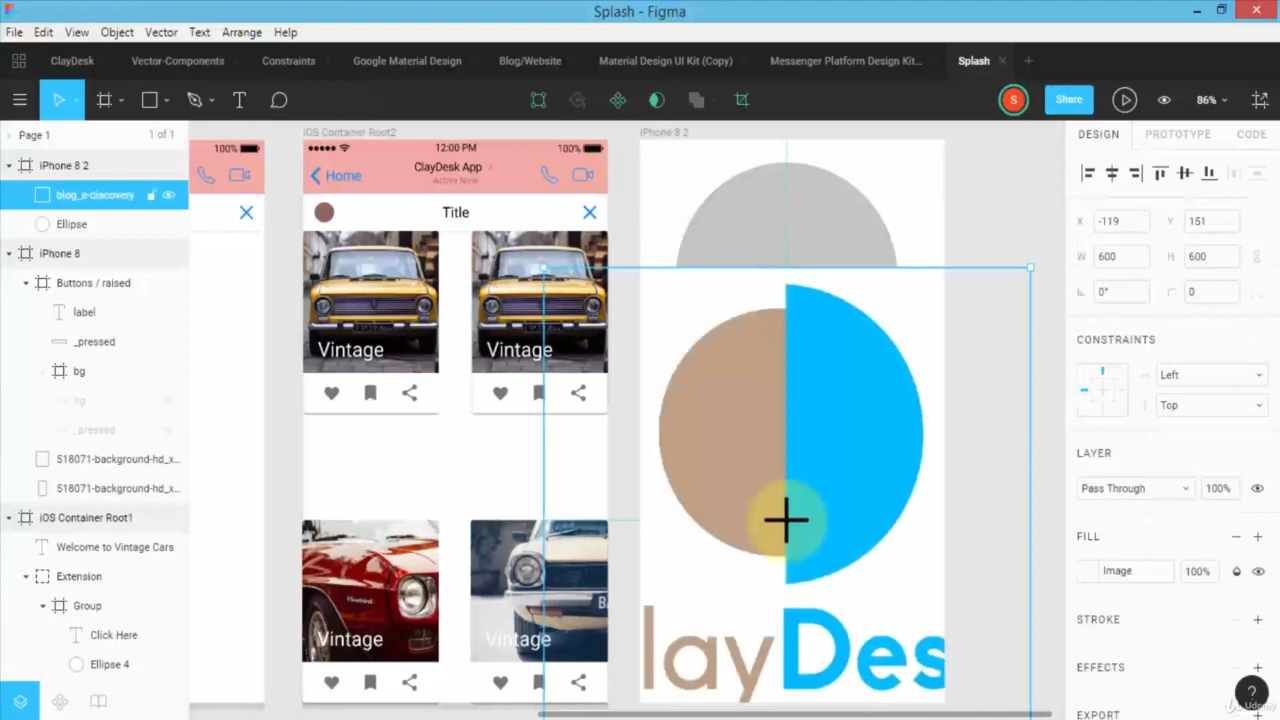 Splash - Figma
File Edit View Object Vector Text Arrange Help
ClayDesk Vector-Components Constraints Google Material Design Blog/Website Material Design UI Kit (Copy) Messenger Platform Design Kit... Splash
S Share 86%
Page 1 1 of 1
iPhone 8 2
blog_e-discovery
Ellipse
iPhone 8
Buttons / raised
label
_pressed
bg
bg
_pressed
518071-background-hd_x...
518071-background-hd_x...
iOS Container Root1
Welcome to Vintage Cars
Extension
Group
Click Here
Ellipse 4
100%
iOS Container Root2
12:00 PM 100%
Home ClayDesk App
Active Now
Title
Vintage Vintage
Vintage Vintage
iPhone 8 2
layDes
DESIGN PROTOTYPE CODE
X -119 Y 151
W 600 H 600
0° 0
CONSTRAINTS
Left
Top
LAYER
Pass Through 100%
FILL
Image 100%
STROKE
EFFECTS
EXPORT
?
Udemy